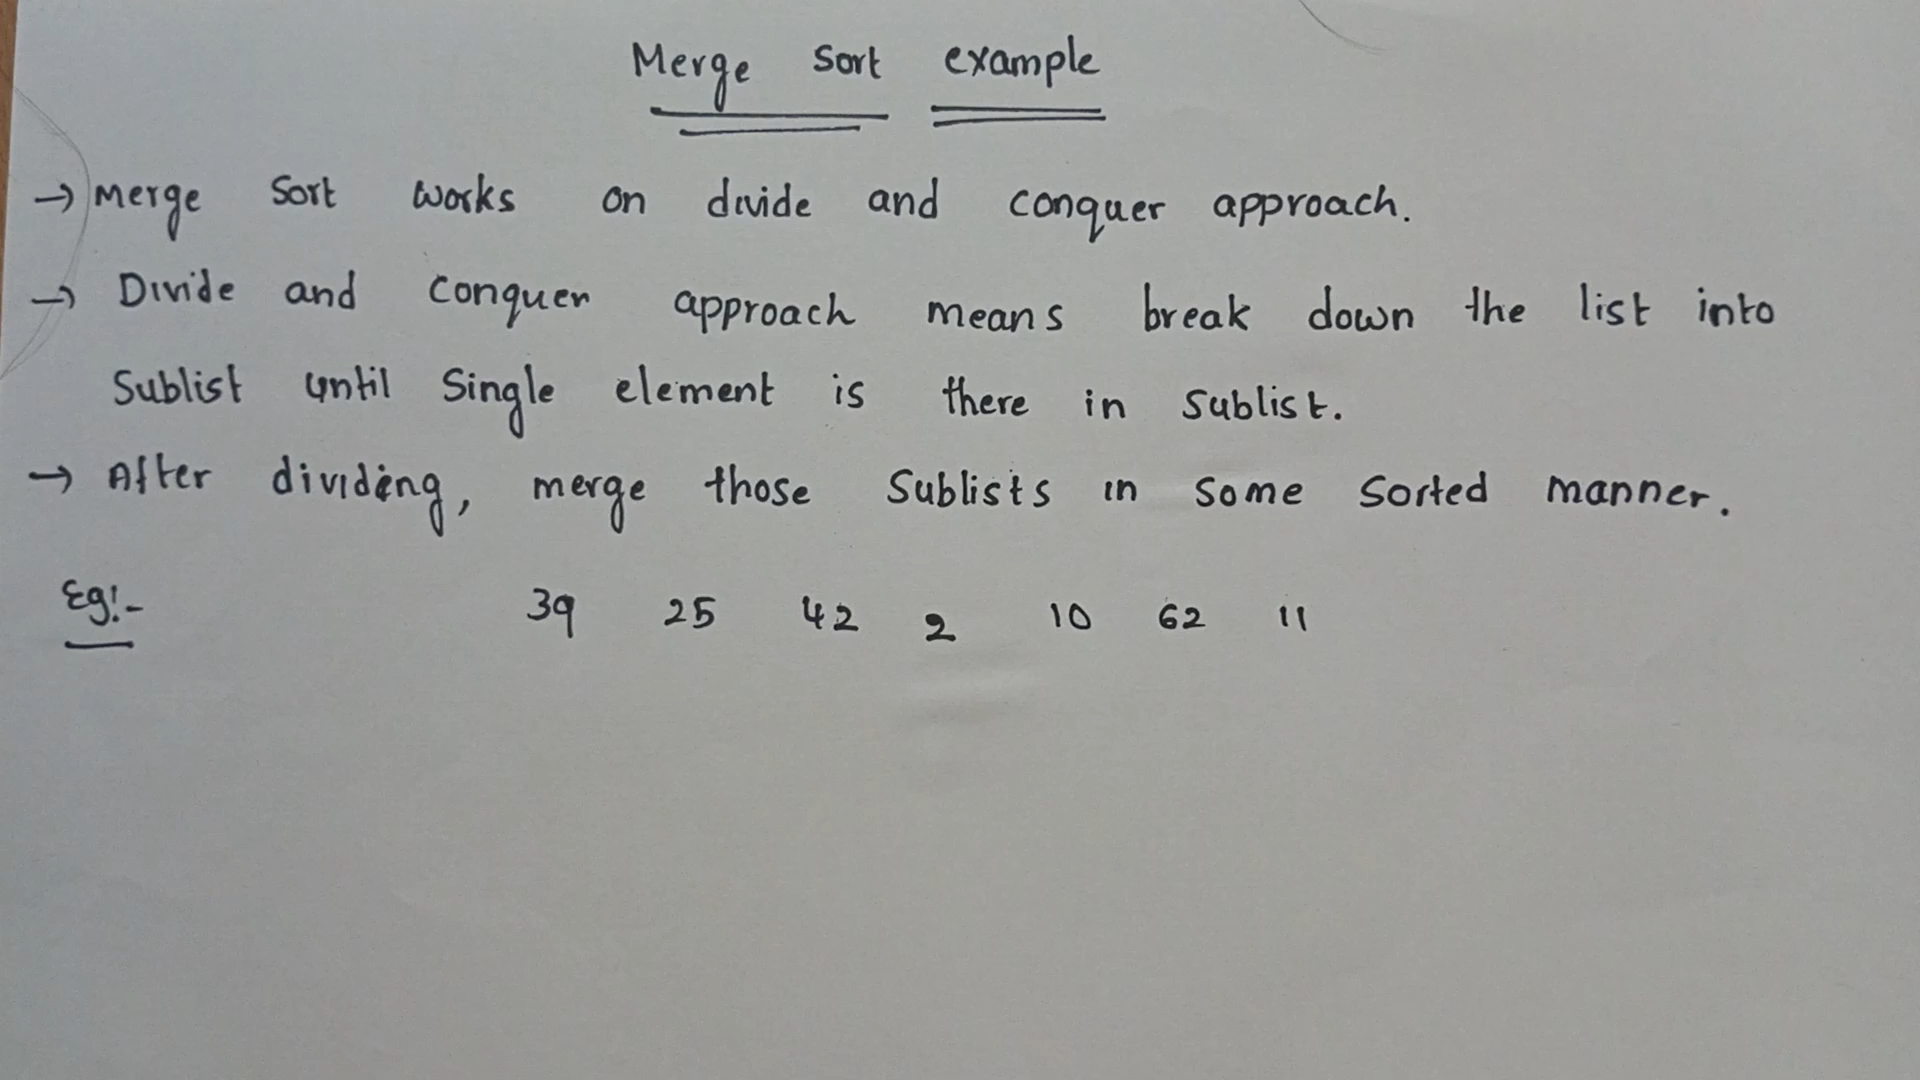 Merge Sort example
→ Merge Sort works on divide and conquer approach.
→ Divide and conquer approach means break down the list into
Sublist until Single element is there in Sublist.
→ After dividing, merge those Sublists in some Sorted manner.
Eg:- 39 25 42 2 10 62 11